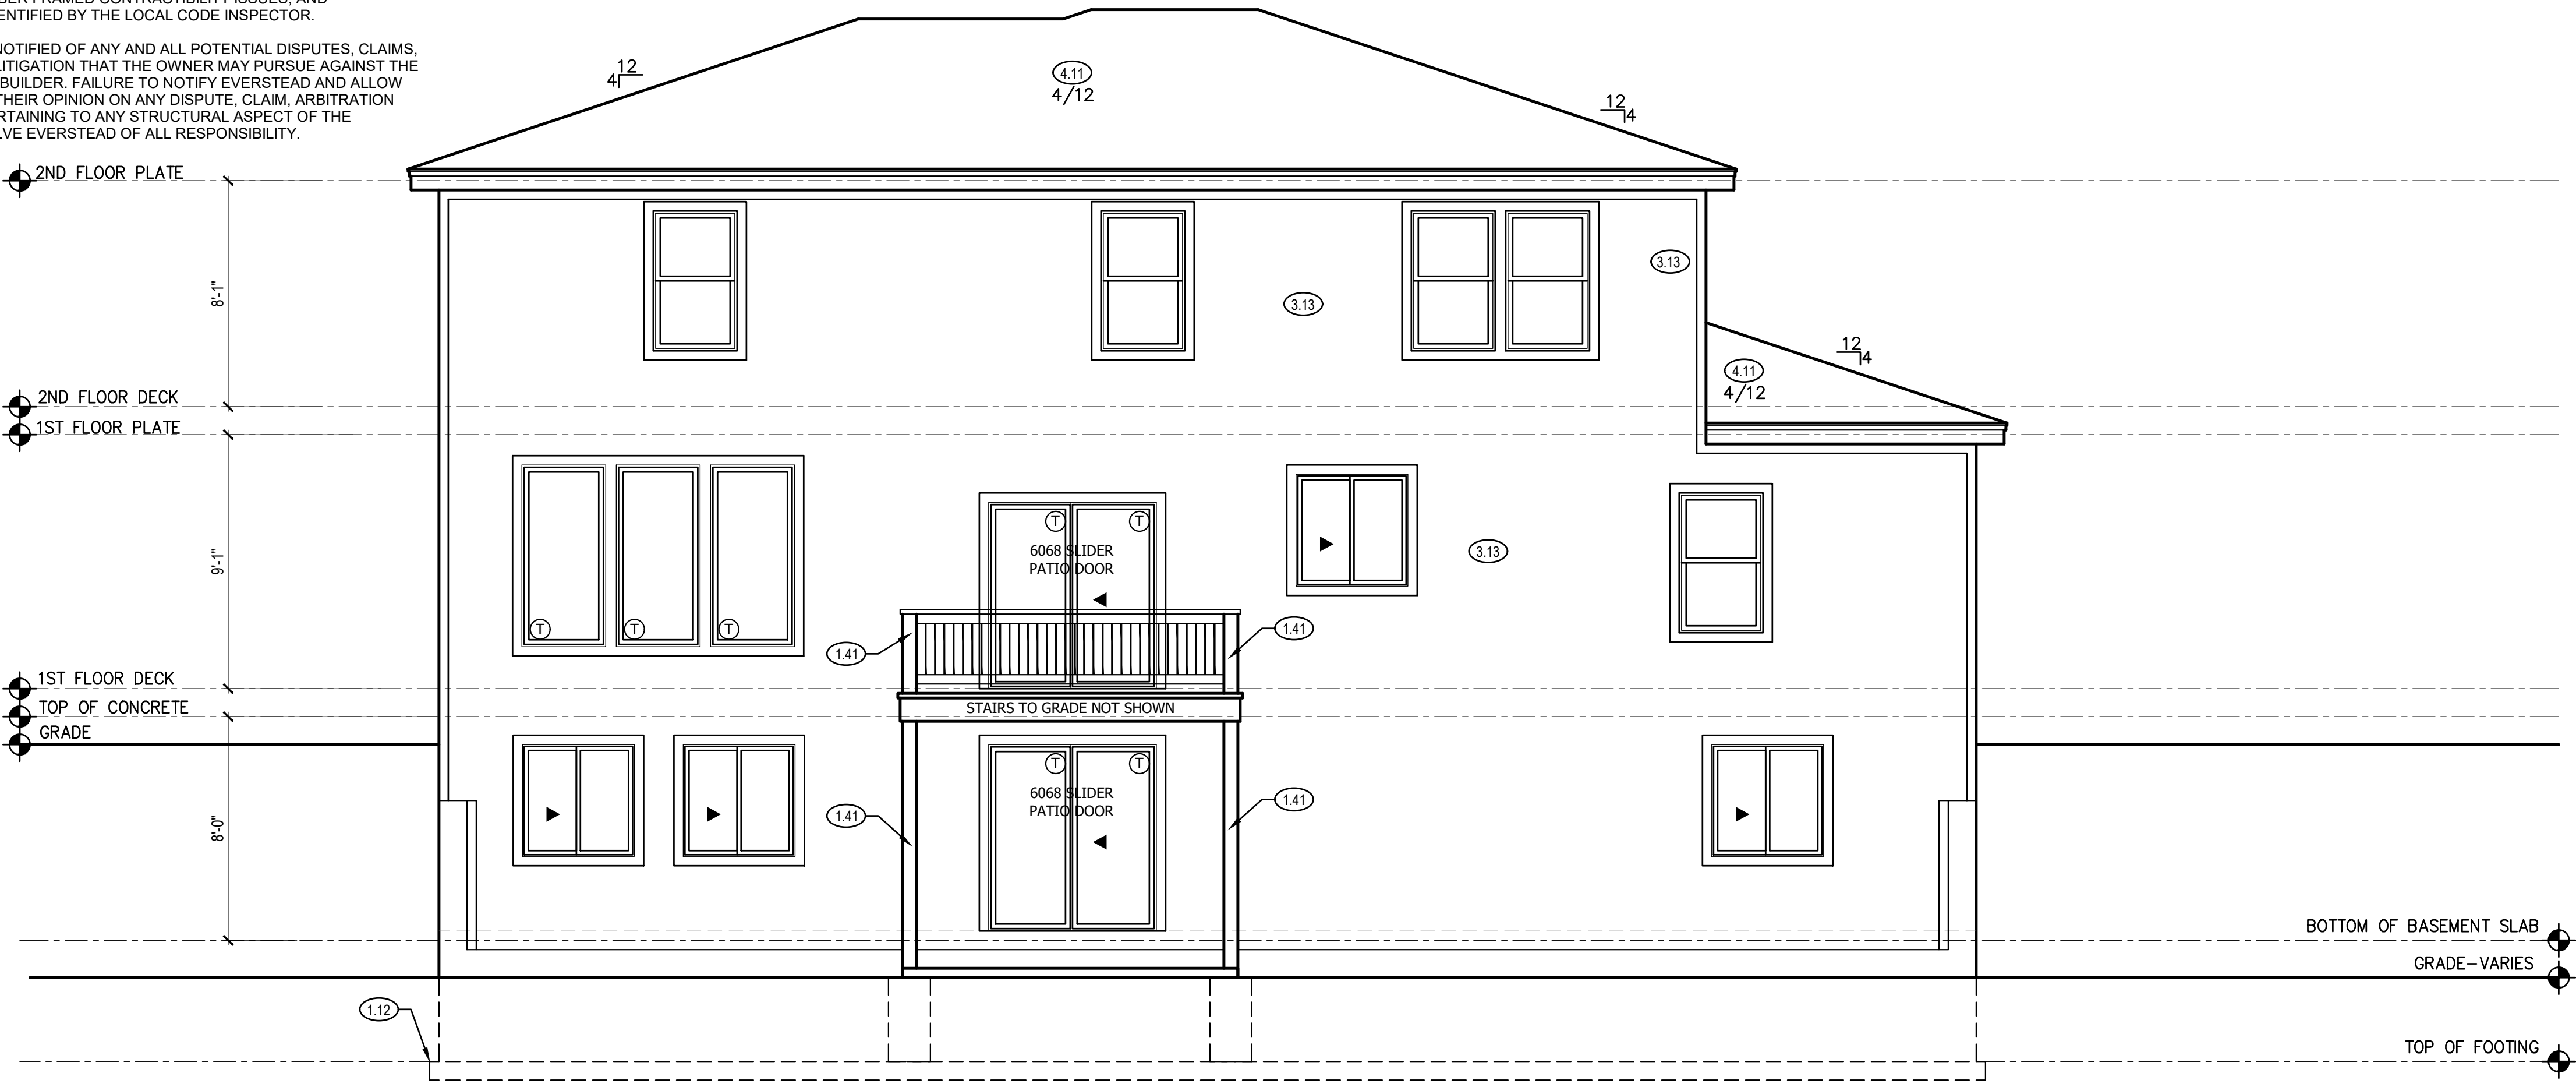 ENTIFIED BY THE LOCAL CODE INSPECTOR.
NOTIFIED OF ANY AND ALL POTENTIAL DISPUTES, CLAIMS,
LITIGATION THAT THE OWNER MAY PURSUE AGAINST THE
BUILDER. FAILURE TO NOTIFY EVERSTEAD AND ALLOW
THEIR OPINION ON ANY DISPUTE, CLAIM, ARBITRATION
RTAINING TO ANY STRUCTURAL ASPECT OF THE
LVE EVERSTEAD OF ALL RESPONSIBILITY.
12
4
4.11
4/12
12
4
2ND FLOOR PLATE
8'-1"
3.13
3.13
12
4
4.11
4/12
2ND FLOOR DECK
1ST FLOOR PLATE
9'-1"
T
T
T
T
T
6068 SLIDER
PATIO DOOR
3.13
1.41
1.41
1ST FLOOR DECK
TOP OF CONCRETE
GRADE
STAIRS TO GRADE NOT SHOWN
8'-0"
T
T
6068 SLIDER
PATIO DOOR
1.41
1.41
BOTTOM OF BASEMENT SLAB
GRADE-VARIES
1.12
TOP OF FOOTING